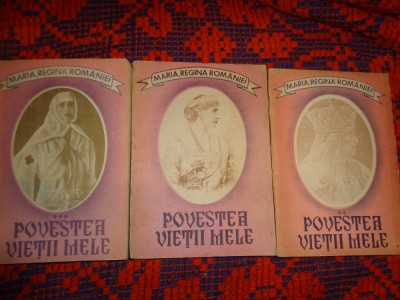 MARIA, REGINA ROMÂNIEI
***
POVESTEA
VIEȚII MELE
MARIA, REGINA ROMÂNIEI
POVESTEA
VIEȚII MELE
MARIA, REGINA ROMÂNIEI
**
POVESTEA
VIEȚII MELE